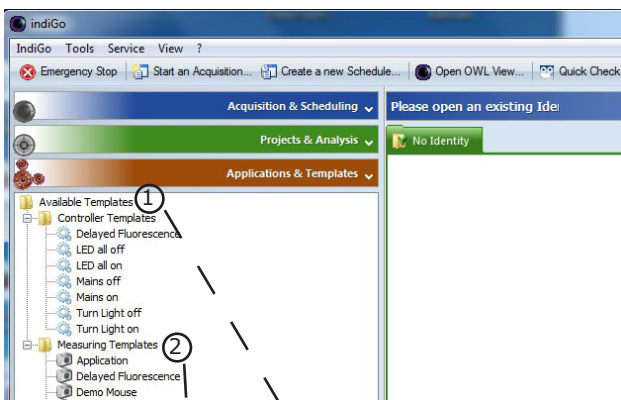 indiGo
IndiGo Tools Service View ?
Emergency Stop Start an Acquisition... Create a new Schedule... Open OWL View... Quick Check
Acquisition & Scheduling Please open an existing Ide
Projects & Analysis No Identity
Applications & Templates
Available Templates 1
Controller Templates
Delayed Fluorescence
LED all off
LED all on
Mains off
Mains on
Turn Light off
Turn Light on
Measuring Templates 2
Application
Delayed Fluorescence
Demo Mouse